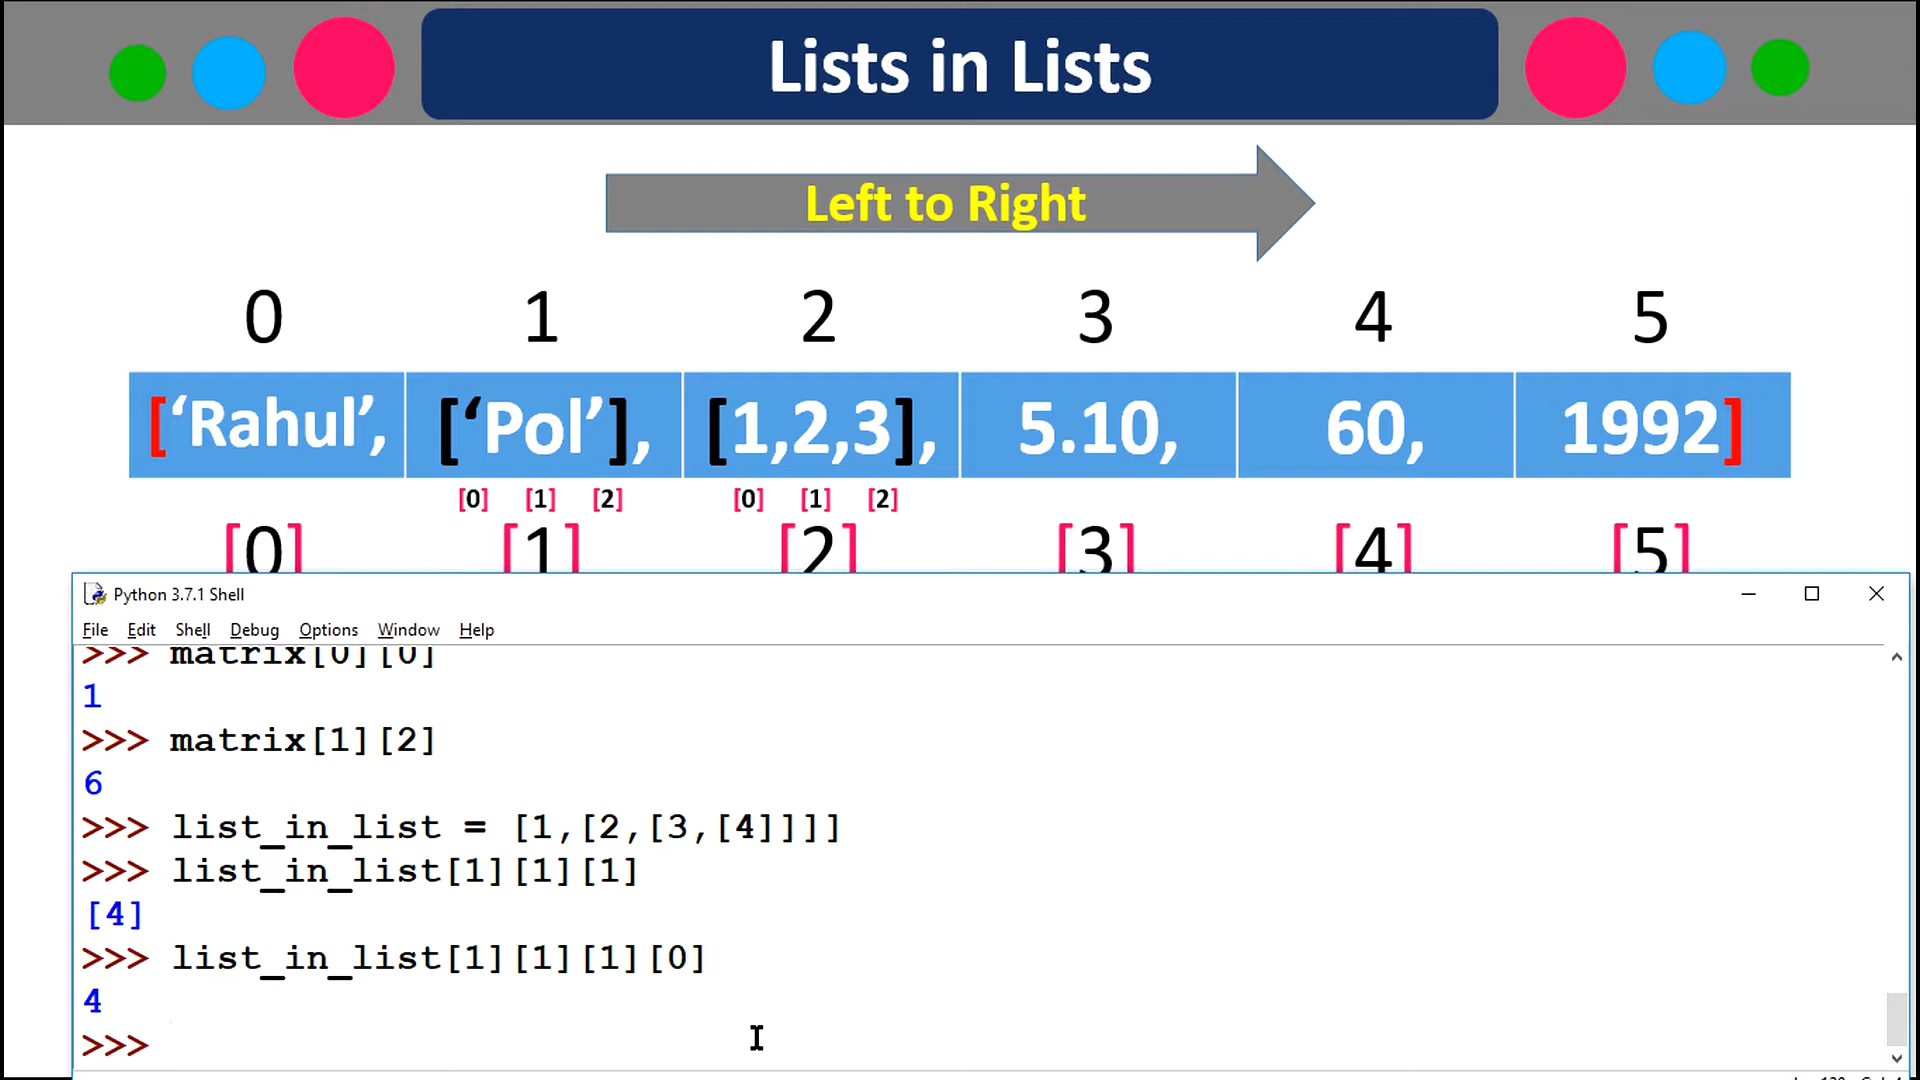 Lists in Lists
Left to Right
0 1 2 3 4 5
[‘Rahul’, [‘Pol’], [1,2,3], 5.10, 60, 1992]
[0] [1] [2] [0] [1] [2]
[0] [1] [2] [3] [4] [5]
Python 3.7.1 Shell
File Edit Shell Debug Options Window Help
>>> matrix[0][0]
1
>>> matrix[1][2]
6
>>> list_in_list = [1,[2,[3,[4]]]]
>>> list_in_list[1][1][1]
[4]
>>> list_in_list[1][1][1][0]
4
>>>